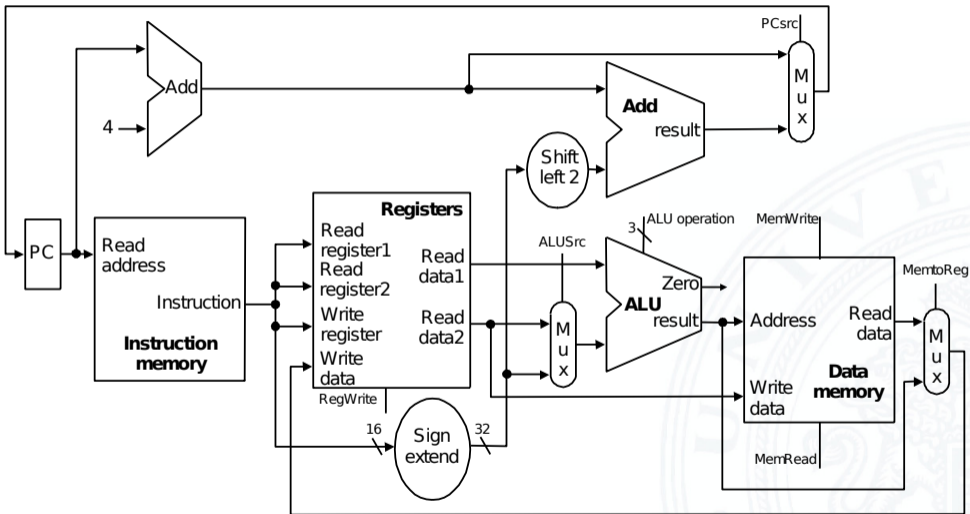 PCsrc
M
u
x
Add
Add
result
4
Shift
left 2
PC
Read
address
Instruction
Instruction
memory
Registers
Read
register1
Read
register2
Write
register
Write
data
Read
data1
Read
data2
RegWrite
16
Sign
extend
32
ALUSrc
M
u
x
3
ALU operation
Zero
ALU
result
MemWrite
Address
Read
data
Write
data
Data
memory
MemRead
MemtoReg
M
u
x